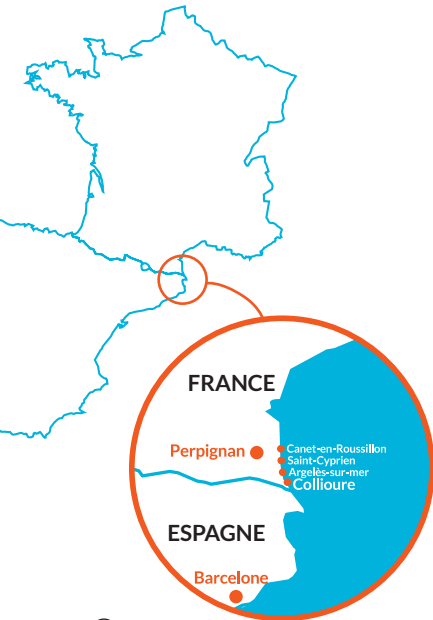 FRANCE
Perpignan
Canet-en-Roussillon
Saint-Cyprien
Argelès-sur-mer
Collioure
ESPAGNE
Barcelone